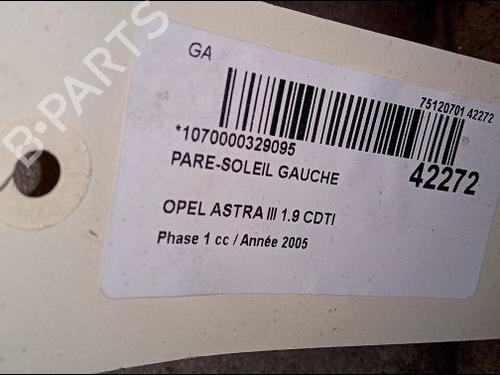 B-PARTS
GA
75120701 42272
*1070000329095
42272
PARE-SOLEIL GAUCHE
OPEL ASTRA III 1.9 CDTI
Phase 1 cc / Année 2005